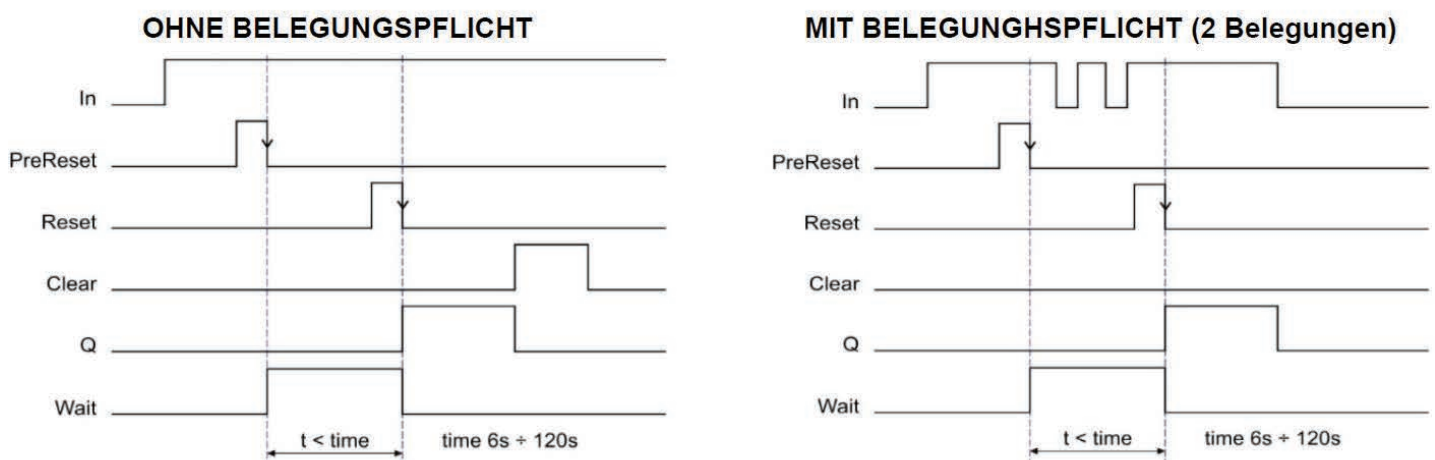 OHNE BELEGUNGSPFLICHT
In
PreReset
Reset
Clear
Q
Wait
t < time
time 6s ÷ 120s
MIT BELEGUNGHSPFLICHT (2 Belegungen)
In
PreReset
Reset
Clear
Q
Wait
t < time
time 6s ÷ 120s